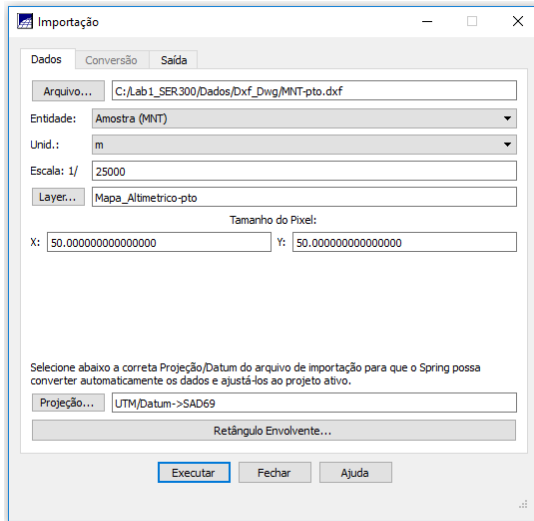 Importação
Dados Conversão Saída
Arquivo... C:/Lab1_SER300/Dados/Dxf_Dwg/MNT-pto.dxf
Entidade: Amostra (MNT)
Unid.: m
Escala: 1/ 25000
Layer... Mapa_Altimetrico-pto
Tamanho do Pixel:
X: 50.000000000000000 Y: 50.000000000000000
Selecione abaixo a correta Projeção/Datum do arquivo de importação para que o Spring possa
converter automaticamente os dados e ajustá-los ao projeto ativo.
Projeção... UTM/Datum->SAD69
Retângulo Envolvente...
Executar Fechar Ajuda